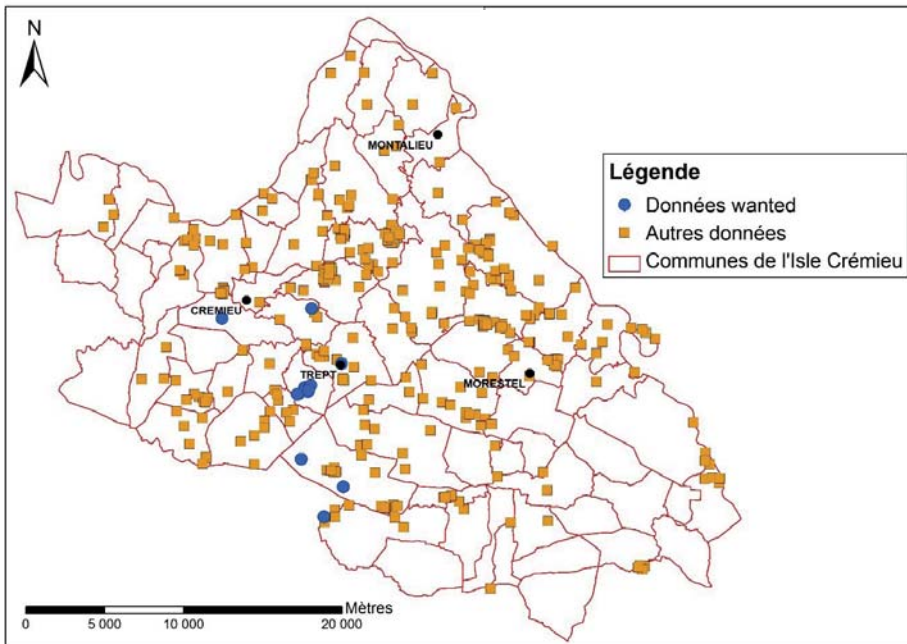 N
MONTALIEU
Légende
Données wanted
Autres données
Communes de l'Isle Crémieu
CREMIEU
TREPT
MORESTEL
Mètres
0 5 000 10 000 20 000